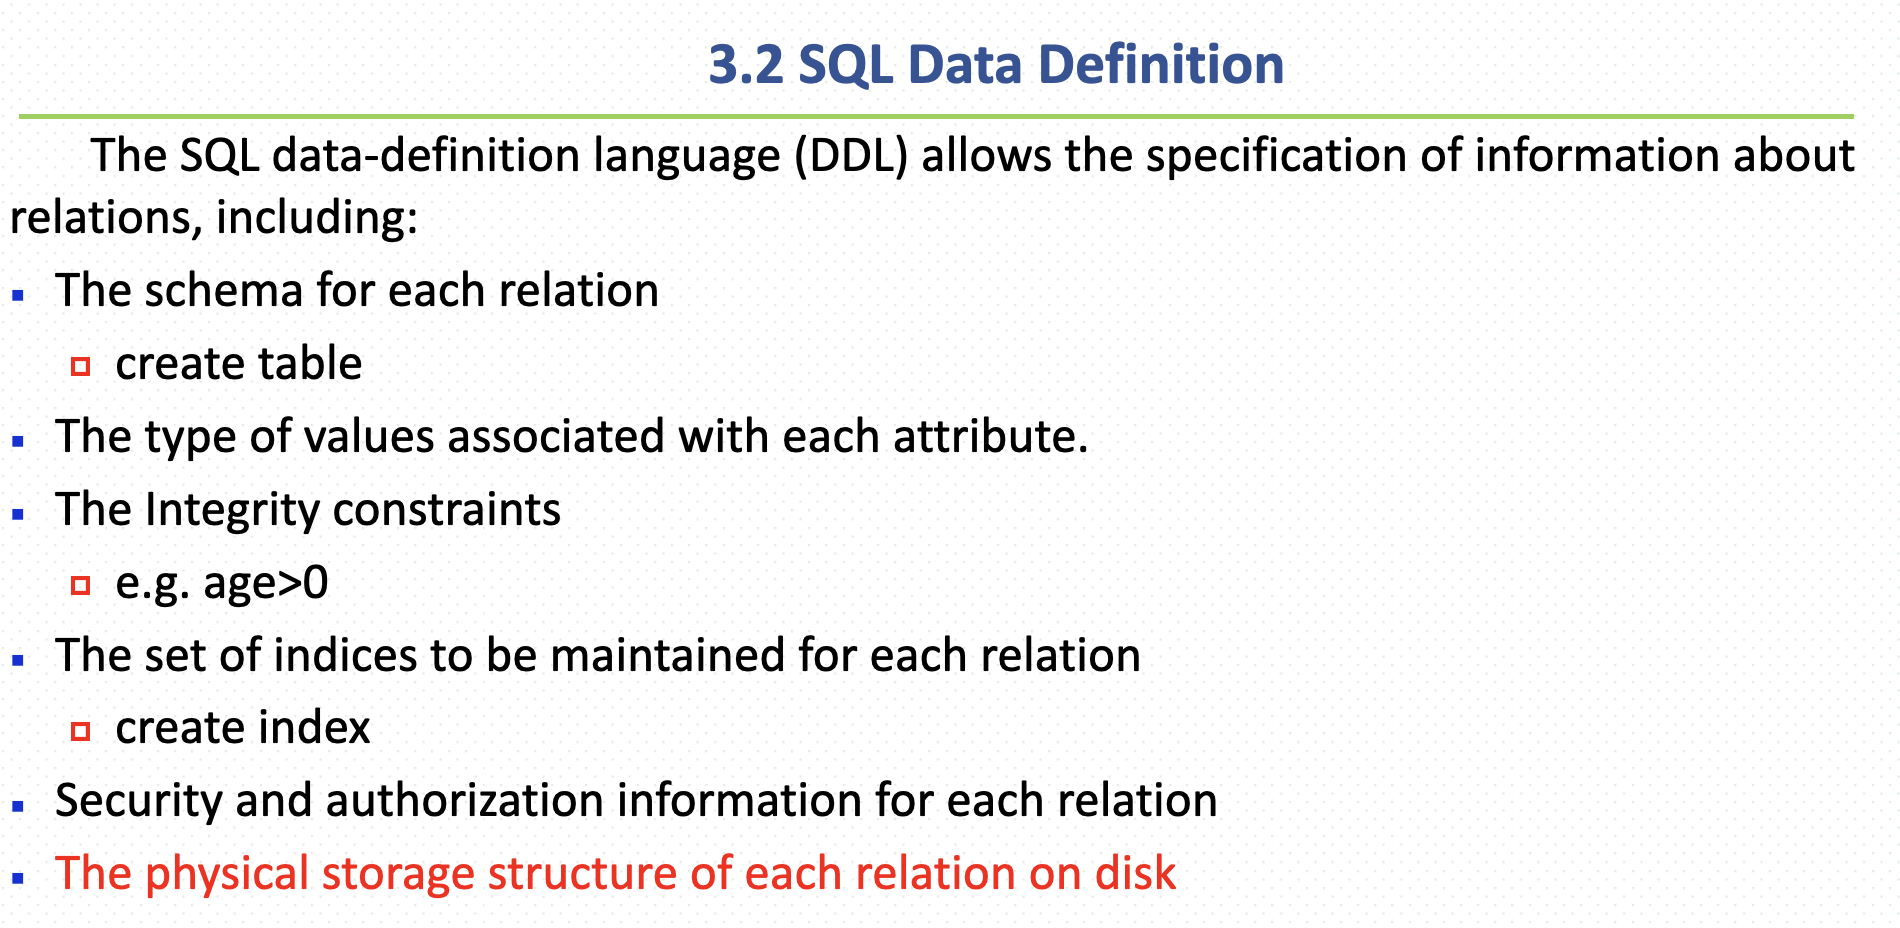 3.2 SQL Data Definition
The SQL data-definition language (DDL) allows the specification of information about
relations, including:
▪ The schema for each relation
▫ create table
▪ The type of values associated with each attribute.
▪ The Integrity constraints
▫ e.g. age>0
▪ The set of indices to be maintained for each relation
▫ create index
▪ Security and authorization information for each relation
▪ The physical storage structure of each relation on disk